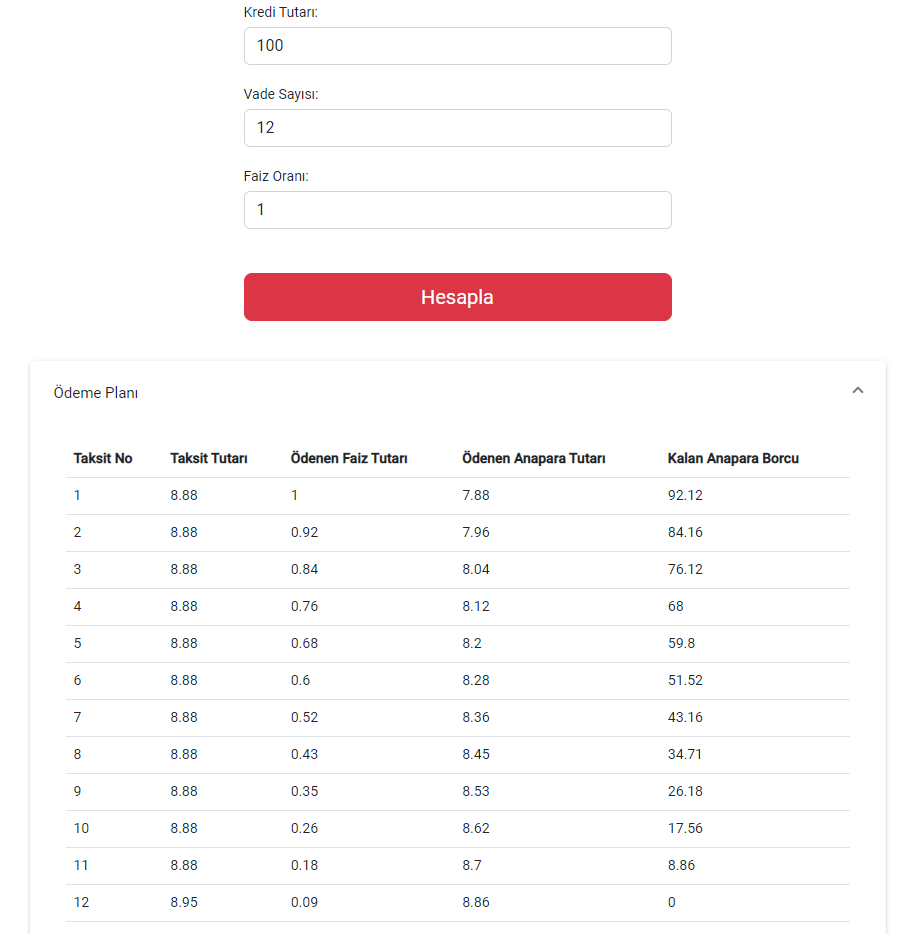 Kredi Tutarı:
100
Vade Sayısı:
12
Faiz Oranı:
1
Hesapla
Ödeme Planı
Taksit No Taksit Tutarı Ödenen Faiz Tutarı Ödenen Anapara Tutarı Kalan Anapara Borcu
1 8.88 1 7.88 92.12
2 8.88 0.92 7.96 84.16
3 8.88 0.84 8.04 76.12
4 8.88 0.76 8.12 68
5 8.88 0.68 8.2 59.8
6 8.88 0.6 8.28 51.52
7 8.88 0.52 8.36 43.16
8 8.88 0.43 8.45 34.71
9 8.88 0.35 8.53 26.18
10 8.88 0.26 8.62 17.56
11 8.88 0.18 8.7 8.86
12 8.95 0.09 8.86 0